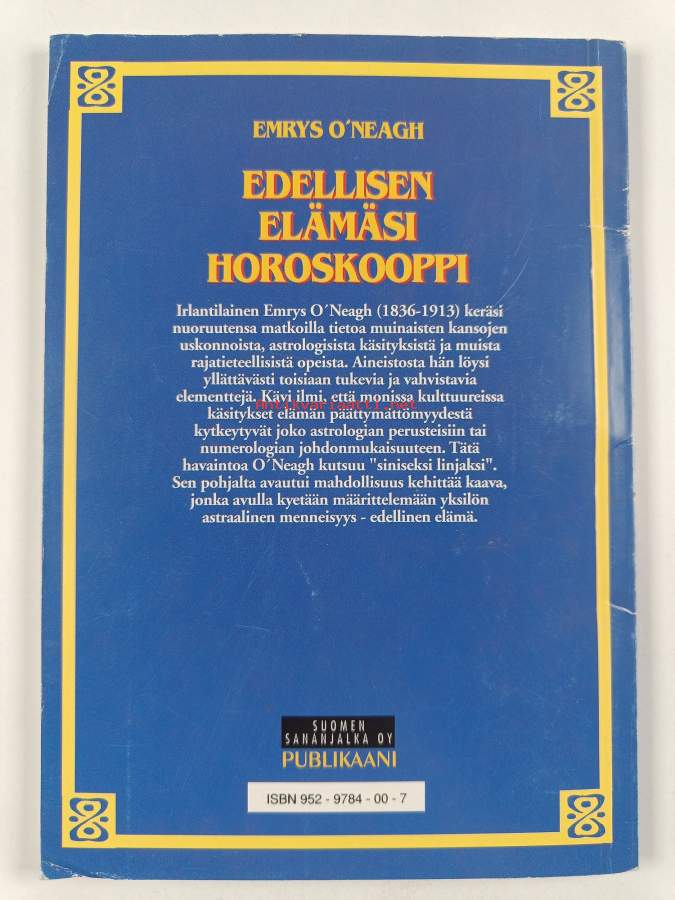 EMRYS O´NEAGH
EDELLISEN
ELÄMÄSI
HOROSKOOPPI
Irlantilainen Emrys O´Neagh (1836-1913) keräsi
nuoruutensa matkoilla tietoa muinaisten kansojen
uskonnoista, astrologisista käsityksistä ja muista
rajatieteellisistä opeista. Aineistosta hän löysi
yllättävästi toisiaan tukevia ja vahvistavia
elementtejä. Kävi ilmi, että monissa kulttuureissa
Antikvariaatti.net
käsitykset elämän päättymättömyydestä
kytkeytyvät joko astrologian perusteisiin tai
numerologian johdonmukaisuuteen. Tätä
havaintoa O´Neagh kutsuu "siniseksi linjaksi".
Sen pohjalta avautui mahdollisuus kehittää kaava,
jonka avulla kyetään määrittelemään yksilön
astraalinen menneisyys - edellinen elämä.
SUOMEN
SANANJALKA OY
PUBLIKAANI
ISBN 952 - 9784 - 00 - 7